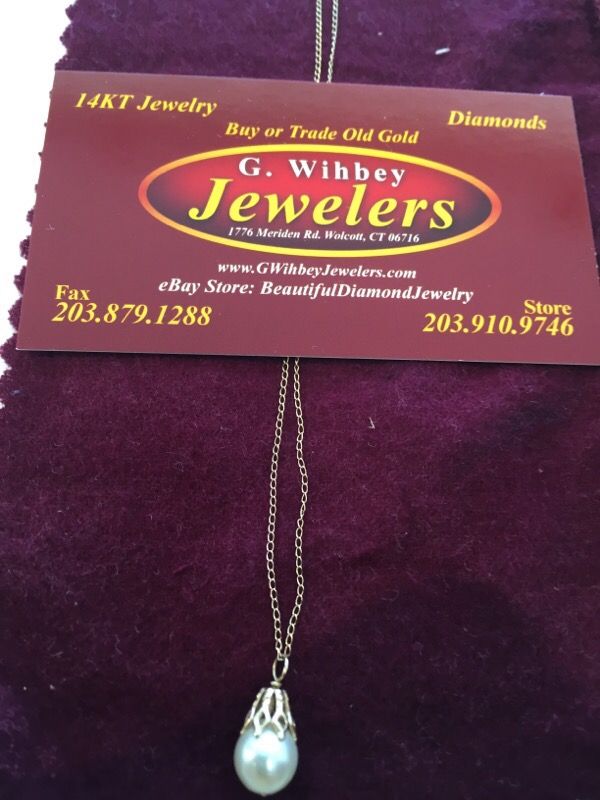 14KT Jewelry
Diamonds
Buy or Trade Old Gold
G. Wihbey
Jewelers
1776 Meriden Rd. Wolcott, CT 06716
www.GWihbeyJewelers.com
eBay Store: BeautifulDiamondJewelry
Fax
203.879.1288
Store
203.910.9746